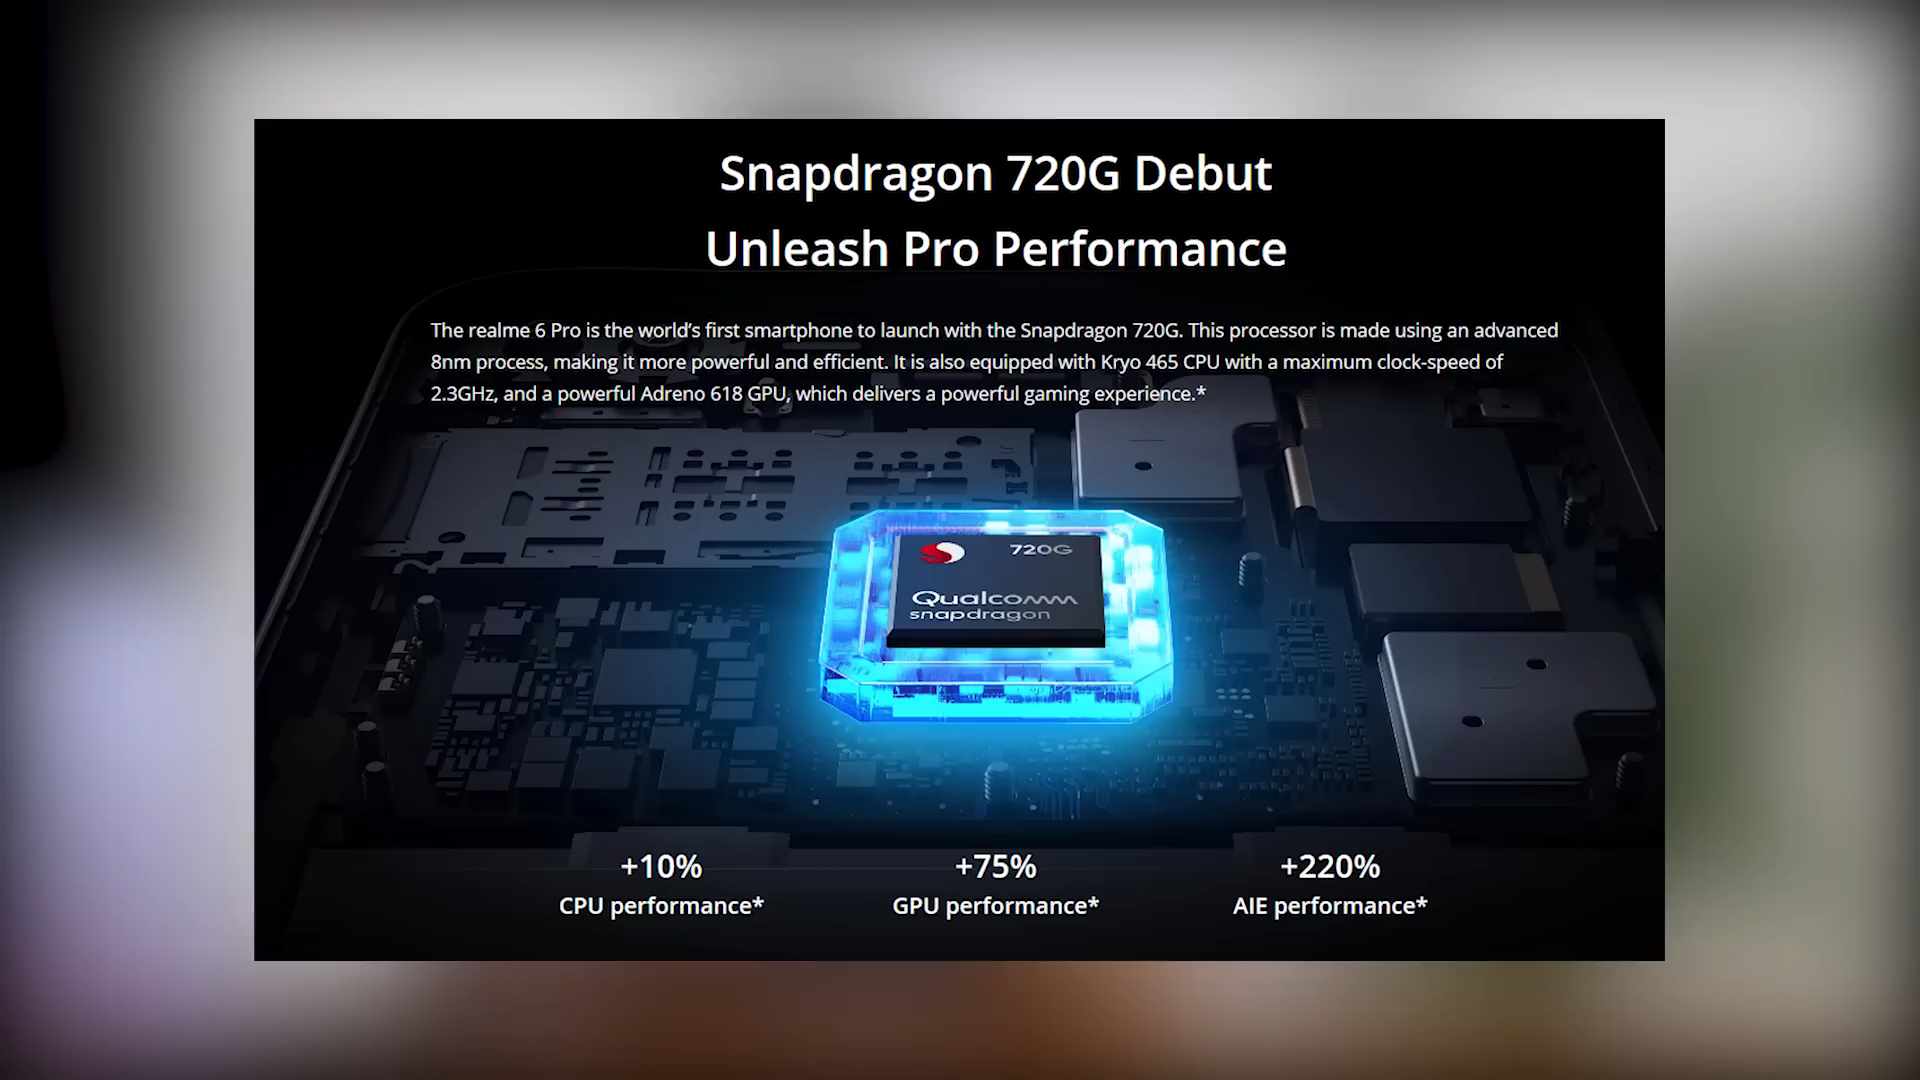 Snapdragon 720G Debut
Unleash Pro Performance
The realme 6 Pro is the world’s first smartphone to launch with the Snapdragon 720G. This processor is made using an advanced
8nm process, making it more powerful and efficient. It is also equipped with Kryo 465 CPU with a maximum clock-speed of
2.3GHz, and a powerful Adreno 618 GPU, which delivers a powerful gaming experience.*
720G
Qualcomm
snapdragon
+10%
CPU performance*
+75%
GPU performance*
+220%
AIE performance*